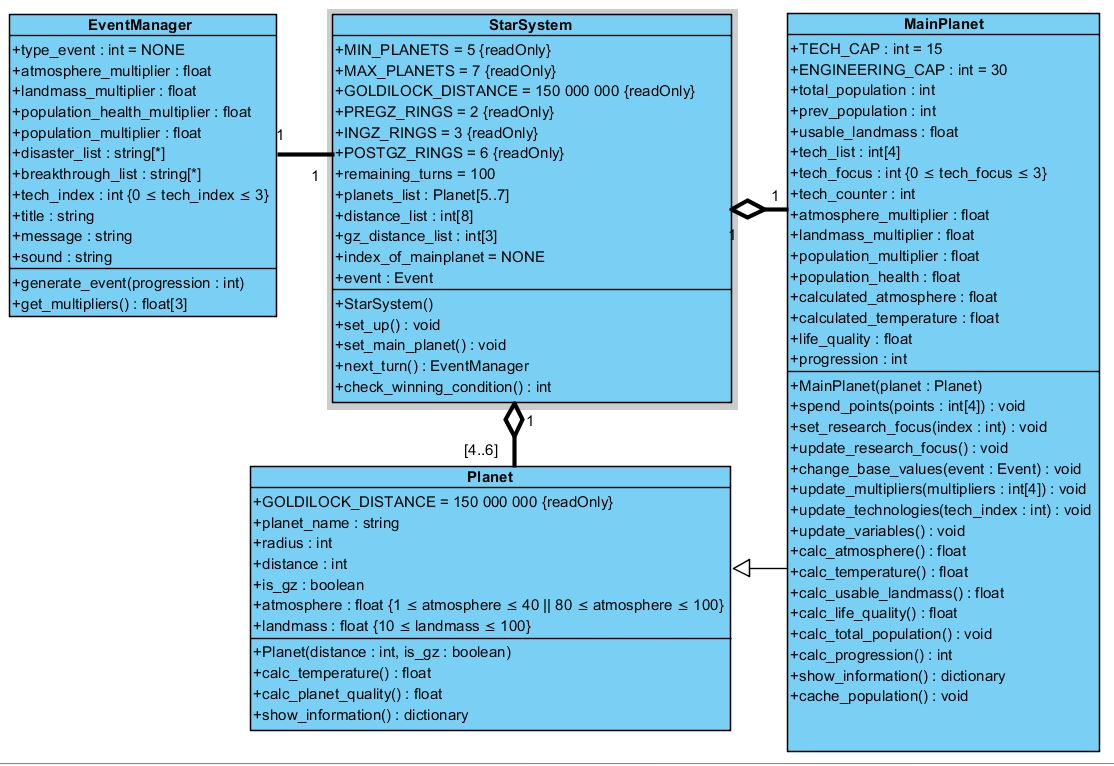 EventManager
+type_event : int = NONE
+atmosphere_multiplier : float
+landmass_multiplier : float
+population_health_multiplier : float
+population_multiplier : float
+disaster_list : string[*]
+breakthrough_list : string[*]
+tech_index : int {0 ≤ tech_index ≤ 3}
+title : string
+message : string
+sound : string
+generate_event(progression : int)
+get_multipliers() : float[3]
1
1
StarSystem
+MIN_PLANETS = 5 {readOnly}
+MAX_PLANETS = 7 {readOnly}
+GOLDILOCK_DISTANCE = 150 000 000 {readOnly}
+PREGZ_RINGS = 2 {readOnly}
+INGZ_RINGS = 3 {readOnly}
+POSTGZ_RINGS = 6 {readOnly}
+remaining_turns = 100
+planets_list : Planet[5..7]
+distance_list : int[8]
+gz_distance_list : int[3]
+index_of_mainplanet = NONE
+event : Event
+StarSystem()
+set_up() : void
+set_main_planet() : void
+next_turn() : EventManager
+check_winning_condition() : int
1
1
1
[4..6]
Planet
+GOLDILOCK_DISTANCE = 150 000 000 {readOnly}
+planet_name : string
+radius : int
+distance : int
+is_gz : boolean
+atmosphere : float {1 ≤ atmosphere ≤ 40 || 80 ≤ atmosphere ≤ 100}
+landmass : float {10 ≤ landmass ≤ 100}
+Planet(distance : int, is_gz : boolean)
+calc_temperature() : float
+calc_planet_quality() : float
+show_information() : dictionary
MainPlanet
+TECH_CAP : int = 15
+ENGINEERING_CAP : int = 30
+total_population : int
+prev_population : int
+usable_landmass : float
+tech_list : int[4]
+tech_focus : int {0 ≤ tech_focus ≤ 3}
+tech_counter : int
+atmosphere_multiplier : float
+landmass_multiplier : float
+population_multiplier : float
+population_health : float
+calculated_atmosphere : float
+calculated_temperature : float
+life_quality : float
+progression : int
+MainPlanet(planet : Planet)
+spend_points(points : int[4]) : void
+set_research_focus(index : int) : void
+update_research_focus() : void
+change_base_values(event : Event) : void
+update_multipliers(multipliers : int[4]) : void
+update_technologies(tech_index : int) : void
+update_variables() : void
+calc_atmosphere() : float
+calc_temperature() : float
+calc_usable_landmass() : float
+calc_life_quality() : float
+calc_total_population() : void
+calc_progression() : int
+show_information() : dictionary
+cache_population() : void